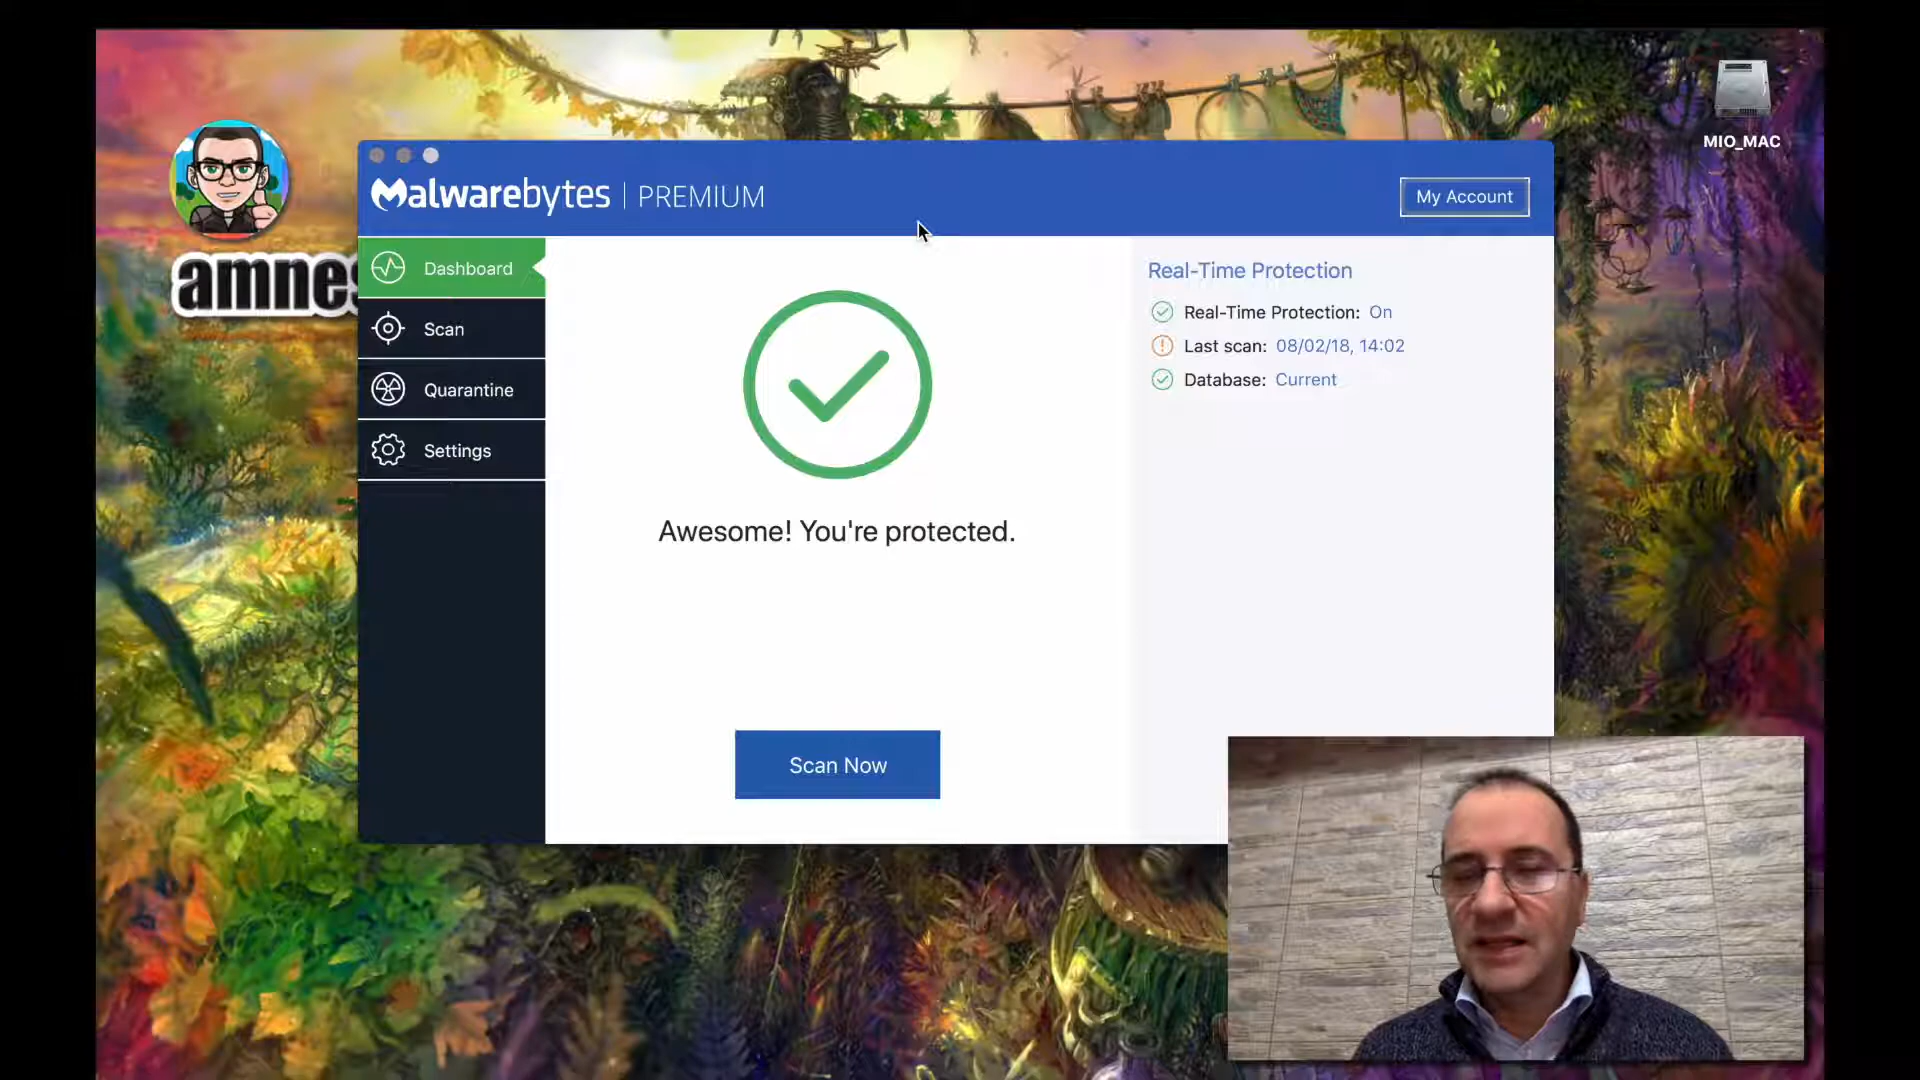 MIO_MAC
Malwarebytes | PREMIUM
My Account
amnes
Dashboard
Scan
Quarantine
Settings
Awesome! You're protected.
Scan Now
Real-Time Protection
Real-Time Protection: On
Last scan: 08/02/18, 14:02
Database: Current